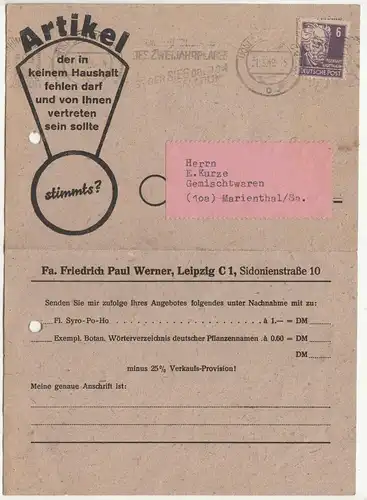 Artikel
der in
keinem Haushalt
fehlen darf
und von Ihnen
vertreten
sein sollte
stimmts?
DES ZWEIJAHRPLANES
6
DEUTSCHE POST
Herrn
E.Kurze
Gemischtwaren
(10a) Marienthal/Sa.
Fa. Friedrich Paul Werner, Leipzig C 1, Sidonienstraße 10
Senden Sie mir zufolge Ihres Angebotes folgendes unter Nachnahme mit zu:
Fl. Syro-Po-Ho . . . . . . . . . . . . . . . . . . à 1.— = DM
Exempl. Botan. Wörterverzeichnis deutscher Pflanzennamen . à 0.60 = DM
DM
minus 25% Verkaufs-Provision!
Meine genaue Anschrift ist: